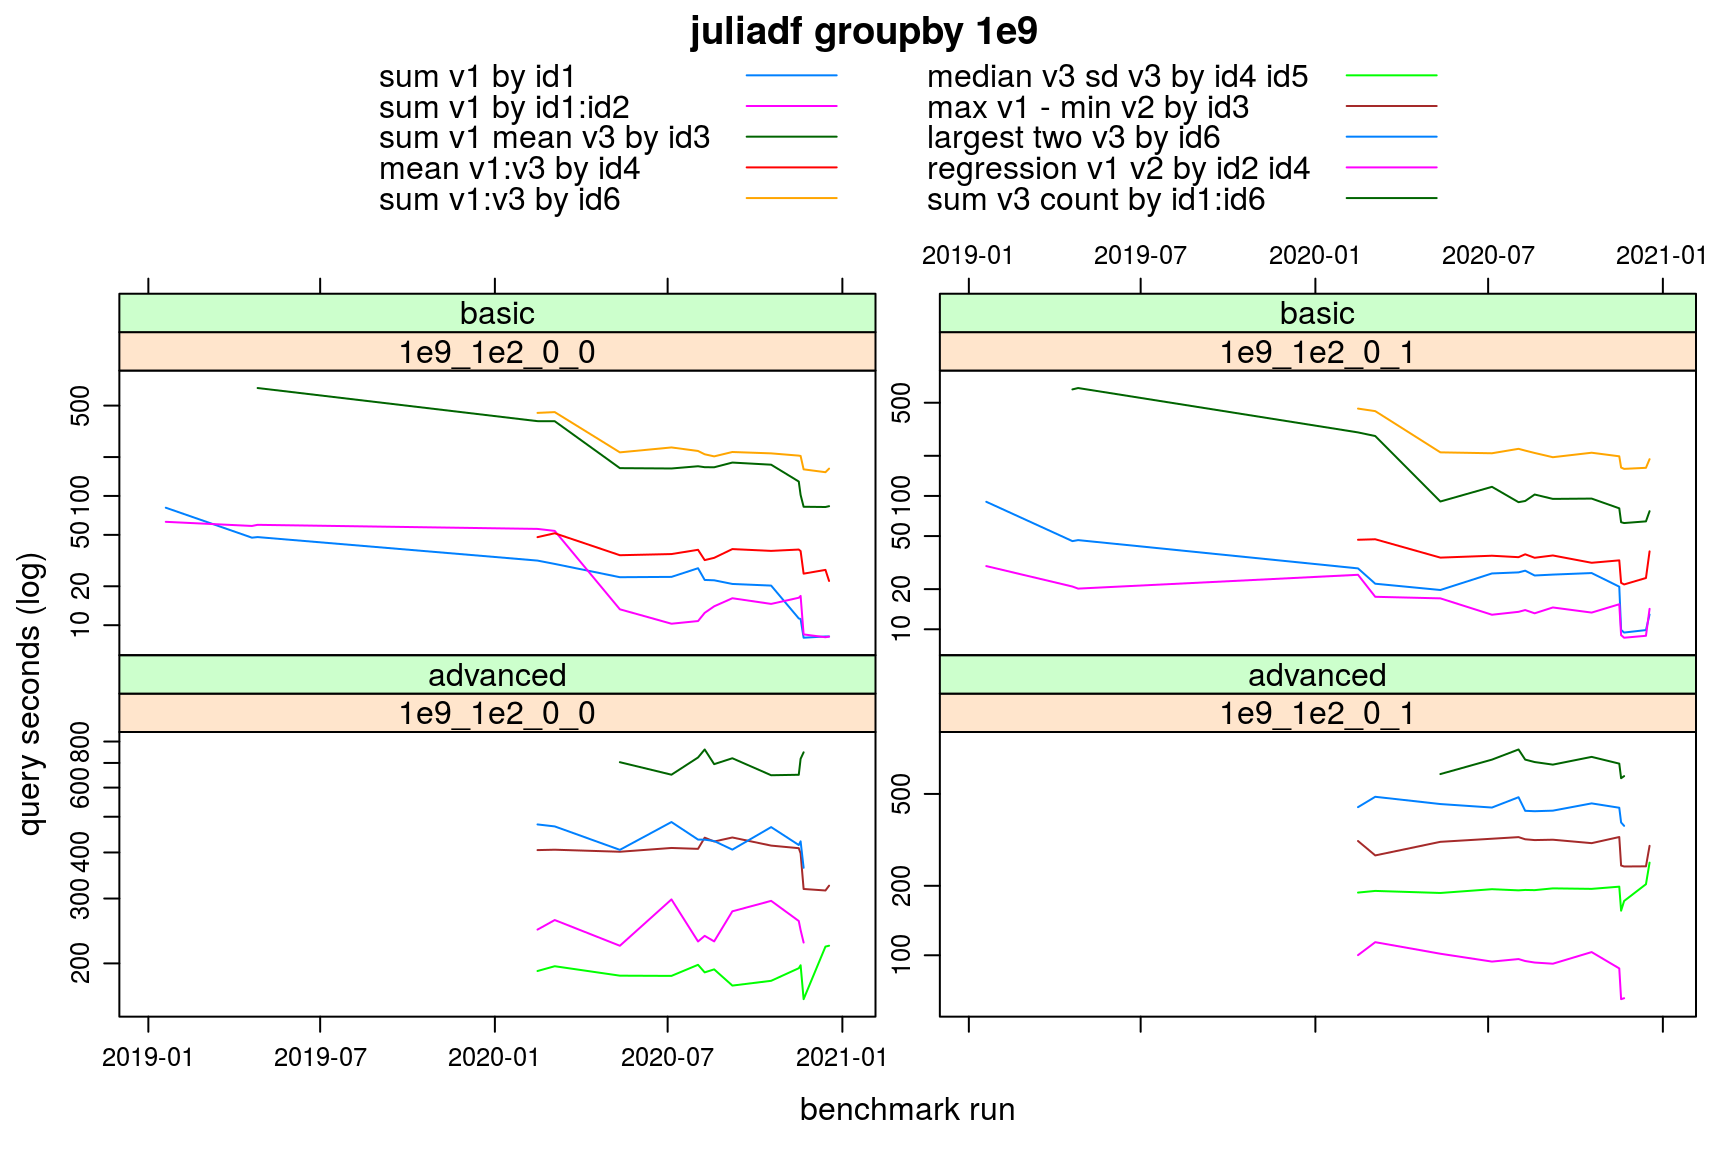 juliadf groupby 1e9
sum v1 by id1
sum v1 by id1:id2
sum v1 mean v3 by id3
mean v1:v3 by id4
sum v1:v3 by id6
median v3 sd v3 by id4 id5
max v1 - min v2 by id3
largest two v3 by id6
regression v1 v2 by id2 id4
sum v3 count by id1:id6
2019-01 2019-07 2020-01 2020-07 2021-01
basic
1e9_1e2_0_0
500
100
50
20
10
basic
1e9_1e2_0_1
500
100
50
20
10
query seconds (log)
advanced
1e9_1e2_0_0
800
600
400
300
200
advanced
1e9_1e2_0_1
500
200
100
2019-01 2019-07 2020-01 2020-07 2021-01
benchmark run